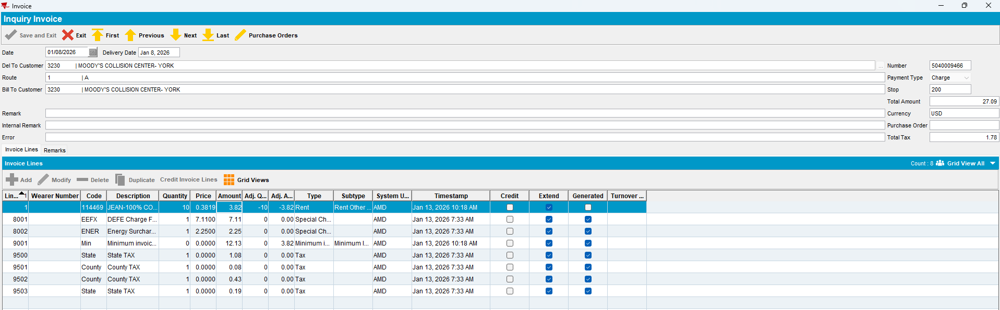 Invoice
Inquiry Invoice
Save and Exit Exit First Previous Next Last Purchase Orders
Date 01/08/2026 16 Delivery Date Jan 8, 2026
Del To Customer 3230 | MOODY'S COLLISION CENTER- YORK ... Number 5040009466
Route 1 | A Payment Type Charge
Bill To Customer 3230 | MOODY'S COLLISION CENTER- YORK Stop 200
Total Amount 27.09
Remark Currency USD
Internal Remark Purchase Order
Error Total Tax 1.78
Invoice Lines Remarks
Invoice Lines Count : 8 Grid View All
Add Modify Delete Duplicate Credit Invoice Lines Grid Views
Lin... 1 Wearer Number Code Description Quantity Price Amount Adj. Q... Adj. A... Type Subtype System U... Timestamp Credit Extend Generated Turnover ...
1 114469 JEAN-100% CO... 10 0.3819 3.82 -10 -3.82 Rent Rent Other ... AMD Jan 13, 2026 10:18 AM
8001 EEFX DEFE Charge F... 1 7.1100 7.11 0 0.00 Special Ch... AMD Jan 13, 2026 7:33 AM
8002 ENER Energy Surchar... 1 2.2500 2.25 0 0.00 Special Ch... AMD Jan 13, 2026 7:33 AM
9001 Min Minimum invoic... 0 0.0000 12.13 0 3.82 Minimum i... Minimum I... AMD Jan 13, 2026 10:18 AM
9500 State State TAX 1 0.0000 1.08 0 0.00 Tax AMD Jan 13, 2026 7:33 AM
9501 County County TAX 1 0.0000 0.08 0 0.00 Tax AMD Jan 13, 2026 7:33 AM
9502 County County TAX 1 0.0000 0.43 0 0.00 Tax AMD Jan 13, 2026 7:33 AM
9503 State State TAX 1 0.0000 0.19 0 0.00 Tax AMD Jan 13, 2026 7:33 AM